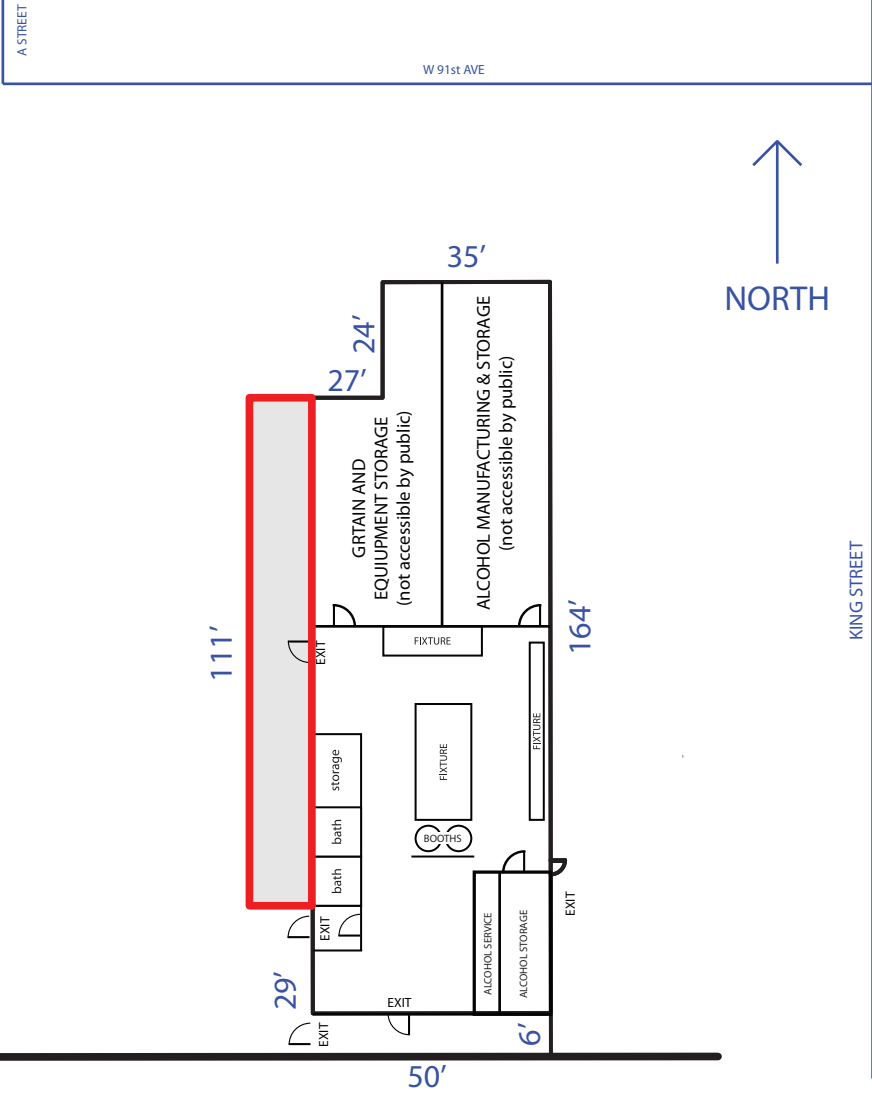 A STREET
W 91st AVE
NORTH
35′
24′
27′
GRTAIN AND
EQUIUPMENT STORAGE
(not accessible by public)
ALCOHOL MANUFACTURING & STORAGE
(not accessible by public)
KING STREET
111′
164′
EXIT
FIXTURE
FIXTURE
FIXTURE
storage
bath
BOOTHS
bath
EXIT
EXIT
ALCOHOL SERVICE
ALCOHOL STORAGE
29′
EXIT
EXIT
6′
50′